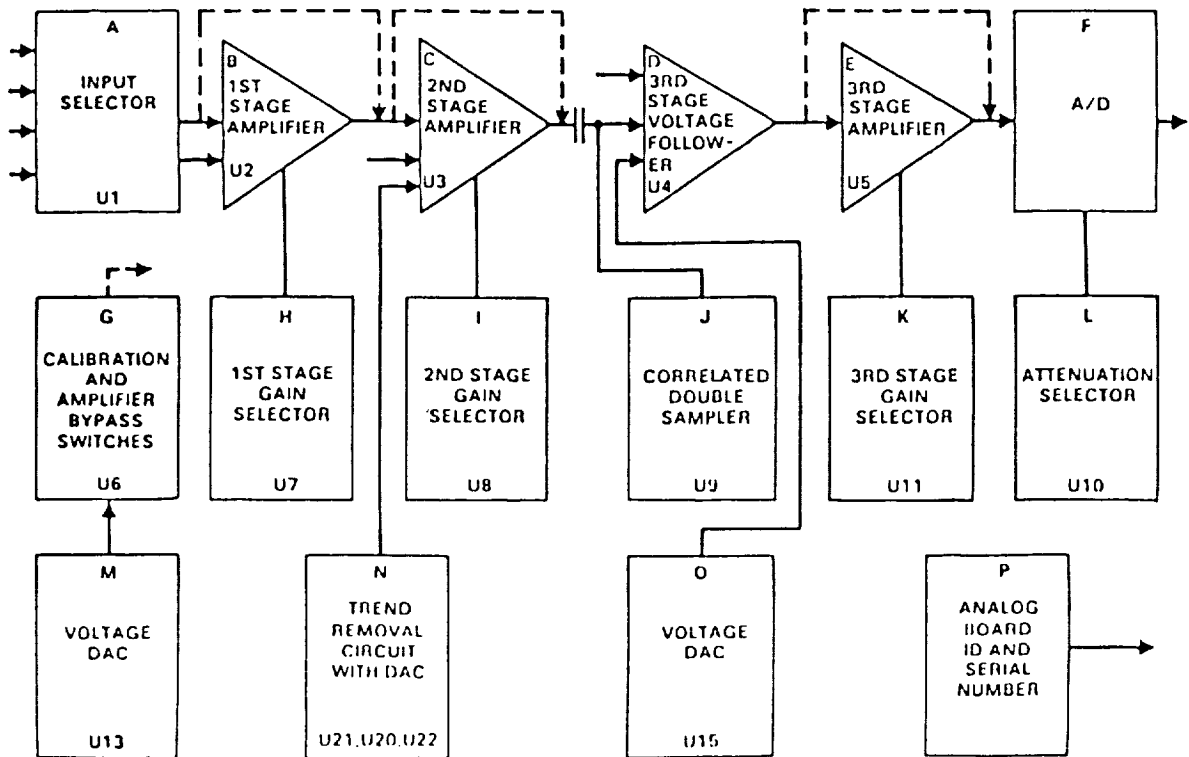 A
INPUT
SELECTOR
U1
B
1ST
STAGE
AMPLIFIER
U2
C
2ND
STAGE
AMPLIFIER
U3
D
3RD
STAGE
VOLTAGE
FOLLOW-
ER
U4
E
3RD
STAGE
AMPLIFIER
U5
F
A/D
G
CALIBRATION
AND
AMPLIFIER
BYPASS
SWITCHES
U6
H
1ST STAGE
GAIN
SELECTOR
U7
I
2ND STAGE
GAIN
SELECTOR
U8
J
CORRELATED
DOUBLE
SAMPLER
U9
K
3RD STAGE
GAIN
SELECTOR
U11
L
ATTENUATION
SELECTOR
U10
M
VOLTAGE
DAC
U13
N
TREND
REMOVAL
CIRCUIT
WITH DAC
U21,U20,U22
O
VOLTAGE
DAC
U15
P
ANALOG
BOARD
ID AND
SERIAL
NUMBER